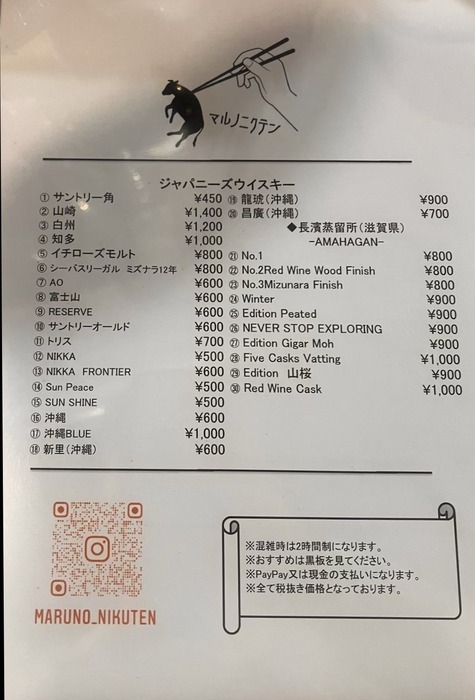 マルノニクテン
ジャパニーズウイスキー
① サントリー角 ¥450
② 山崎 ¥1,400
③ 白州 ¥1,200
④ 知多 ¥1,000
⑤ イチローズモルト ¥800
⑥ シーバスリーガル ミズナラ12年 ¥800
⑦ AO ¥600
⑧ 富士山 ¥600
⑨ RESERVE ¥600
⑩ サントリーオールド ¥600
⑪ トリス ¥700
⑫ NIKKA ¥500
⑬ NIKKA FRONTIER ¥600
⑭ Sun Peace ¥500
⑮ SUN SHINE ¥500
⑯ 沖縄 ¥600
⑰ 沖縄BLUE ¥1,000
⑱ 新里（沖縄） ¥600
⑲ 龍琥（沖縄） ¥900
⑳ 昌廣（沖縄） ¥700
◆長濱蒸留所（滋賀県）
-AMAHAGAN-
㉑ No.1 ¥800
㉒ No.2Red Wine Wood Finish ¥800
㉓ No.3Mizunara Finish ¥800
㉔ Winter ¥900
㉕ Edition Peated ¥900
㉖ NEVER STOP EXPLORING ¥900
㉗ Edition Gigar Moh ¥900
㉘ Five Casks Vatting ¥1,000
㉙ Edition 山桜 ¥900
㉚ Red Wine Cask ¥1,000
MARUNO_NIKUTEN
※混雑時は2時間制になります。
※おすすめは黒板を見てください。
※PayPay又は現金の支払いになります。
※全て税抜き価格となっております。